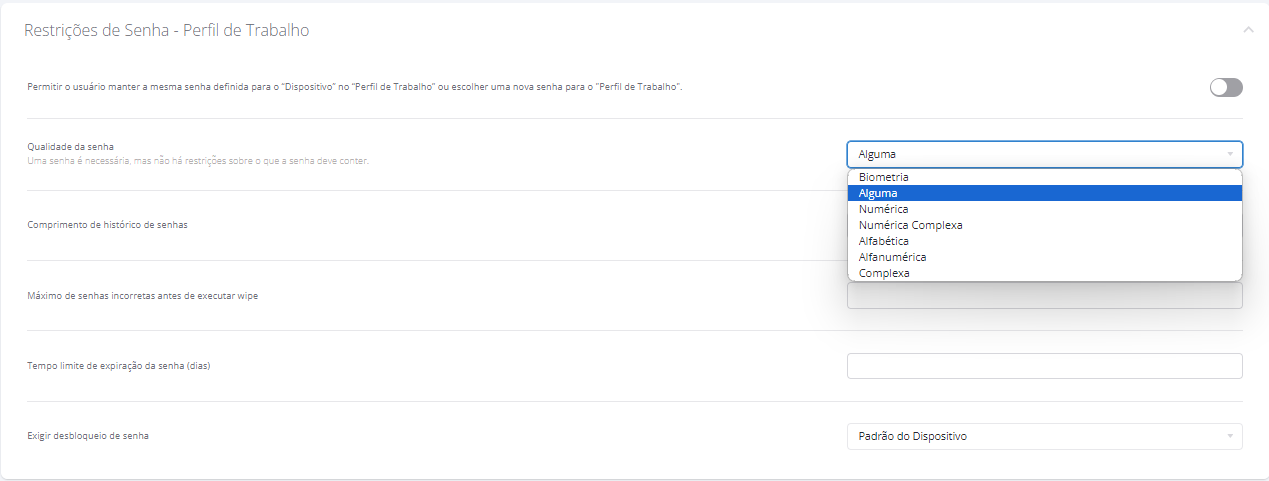 Restrições de Senha - Perfil de Trabalho
Permitir o usuário manter a mesma senha definida para o “Dispositivo” no “Perfil de Trabalho” ou escolher uma nova senha para o “Perfil de Trabalho”.
Qualidade da senha
Uma senha é necessária, mas não há restrições sobre o que a senha deve conter.
Alguma
Biometria
Alguma
Numérica
Numérica Complexa
Alfabética
Alfanumérica
Complexa
Comprimento de histórico de senhas
Máximo de senhas incorretas antes de executar wipe
Tempo limite de expiração da senha (dias)
Exigir desbloqueio de senha
Padrão do Dispositivo